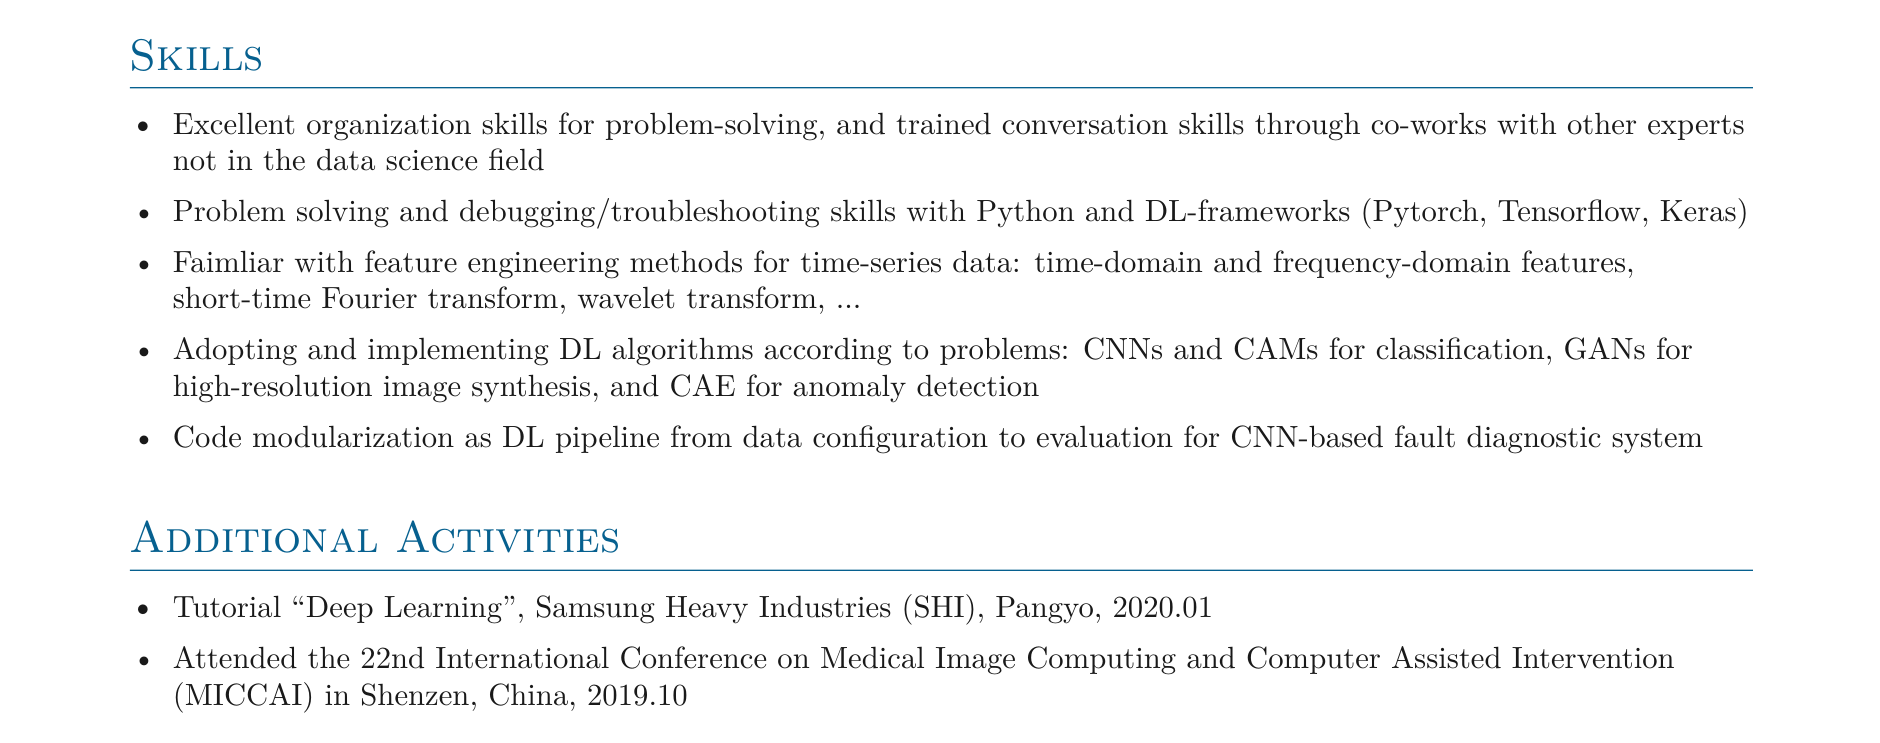 Skills
• Excellent organization skills for problem-solving, and trained conversation skills through co-works with other experts
not in the data science field
• Problem solving and debugging/troubleshooting skills with Python and DL-frameworks (Pytorch, Tensorflow, Keras)
• Faimliar with feature engineering methods for time-series data: time-domain and frequency-domain features,
short-time Fourier transform, wavelet transform, ...
• Adopting and implementing DL algorithms according to problems: CNNs and CAMs for classification, GANs for
high-resolution image synthesis, and CAE for anomaly detection
• Code modularization as DL pipeline from data configuration to evaluation for CNN-based fault diagnostic system
Additional Activities
• Tutorial “Deep Learning”, Samsung Heavy Industries (SHI), Pangyo, 2020.01
• Attended the 22nd International Conference on Medical Image Computing and Computer Assisted Intervention
(MICCAI) in Shenzen, China, 2019.10